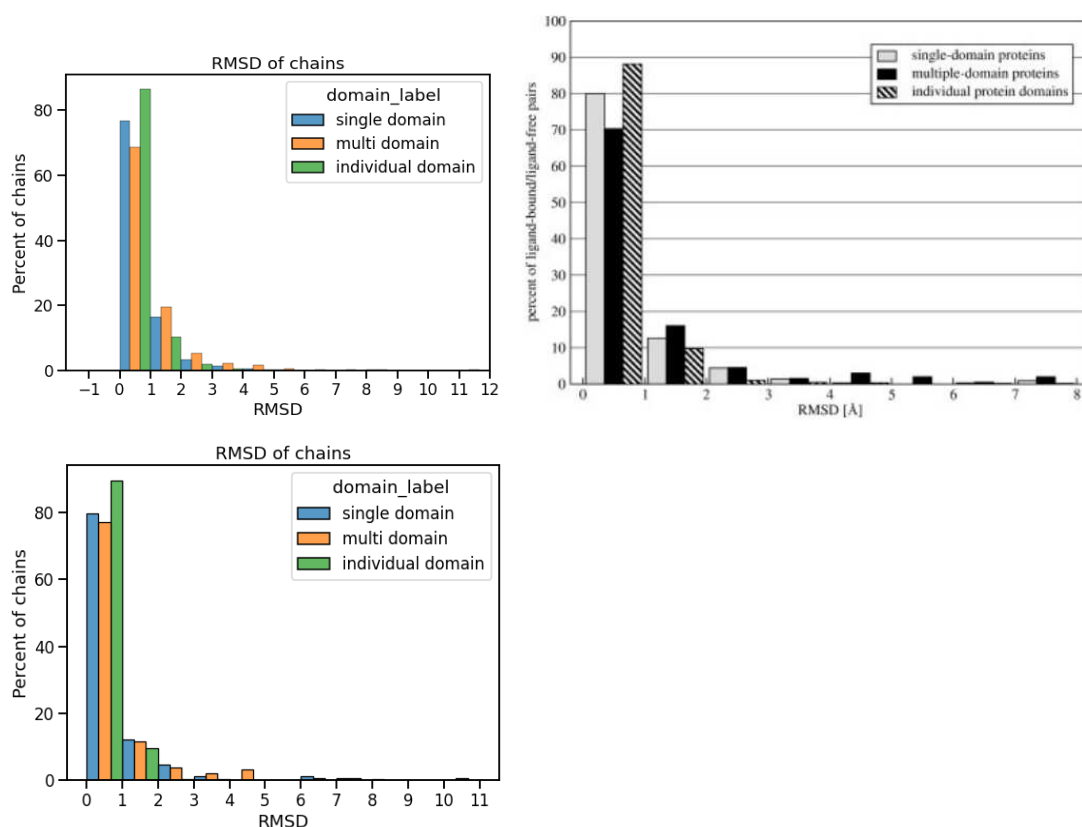 RMSD of chains
Percent of chains
80
60
40
20
0
domain_label
single domain
multi domain
individual domain
−1 0 1 2 3 4 5 6 7 8 9 10 11 12
RMSD
percent of ligand-bound/ligand-free pairs
100
90
80
70
60
50
40
30
20
10
0
single-domain proteins
multiple-domain proteins
individual protein domains
0 1 2 3 4 5 6 7 8
RMSD [Å]
RMSD of chains
Percent of chains
80
60
40
20
0
domain_label
single domain
multi domain
individual domain
0 1 2 3 4 5 6 7 8 9 10 11
RMSD